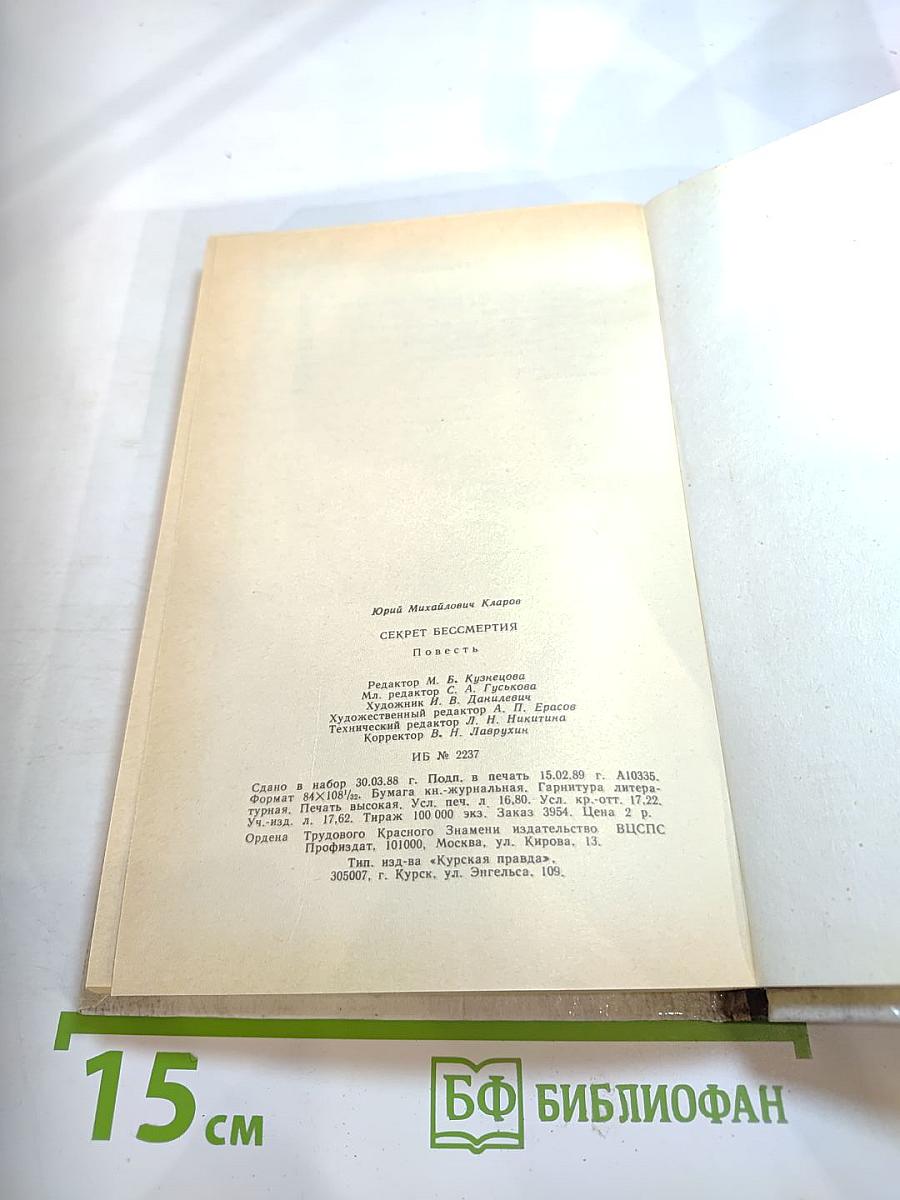 Юрий Михайлович Кларов
СЕКРЕТ БЕССМЕРТИЯ
Повесть
Редактор М. Б. Кузнецова
Мл. редактор С. А. Гуськова
Художник И. В. Данилевич
Художественный редактор А. П. Ерасов
Технический редактор Л. Н. Никитина
Корректор В. Н. Лаврухин
ИБ № 2237
Сдано в набор 30.03.88 г. Подп. в печать 15.02.89 г. А10335.
Формат 84×108¹/₃₂. Бумага кн.-журнальная. Гарнитура литера-
турная. Печать высокая. Усл. печ. л 16,80. Усл. кр.-отт. 17,22.
Уч.-изд. л. 17,62. Тираж 100 000 экз. Заказ 3954. Цена 2 р.
Ордена Трудового Красного Знамени издательство ВЦСПС
Профиздат, 101000, Москва, ул. Кирова, 13.
Тип. изд-ва «Курская правда»,
305007, г. Курск, ул. Энгельса, 109.
15 см
БФ БИБЛИОФАН